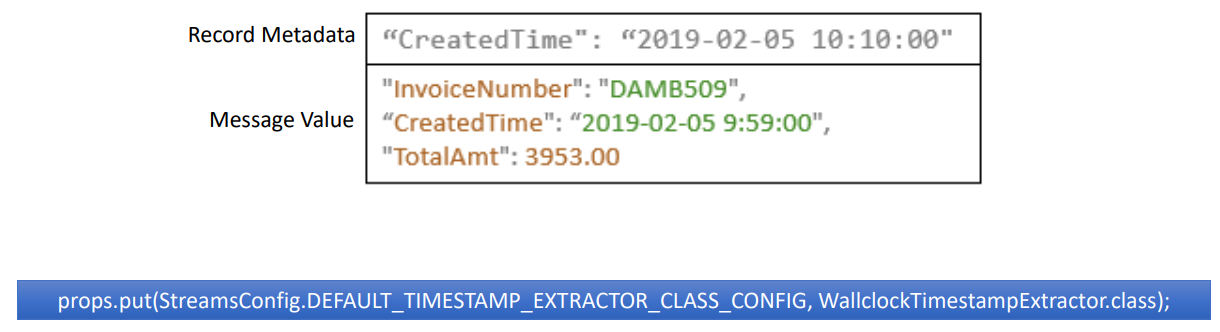 Record Metadata
“CreatedTime": “2019-02-05 10:10:00"
"InvoiceNumber": "DAMB509",
Message Value
“CreatedTime": “2019-02-05 9:59:00",
"TotalAmt": 3953.00
props.put(StreamsConfig.DEFAULT_TIMESTAMP_EXTRACTOR_CLASS_CONFIG, WallclockTimestampExtractor.class);